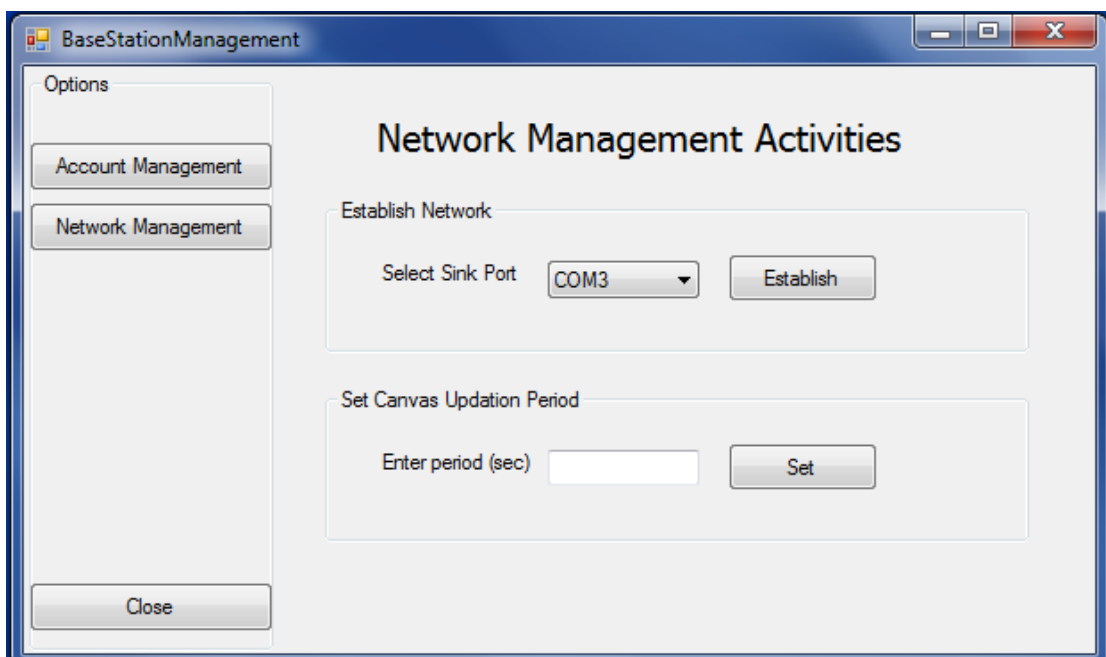 BaseStationManagement
Options
Account Management
Network Management
Close
Network Management Activities
Establish Network
Select Sink Port COM3 Establish
Set Canvas Updation Period
Enter period (sec) Set